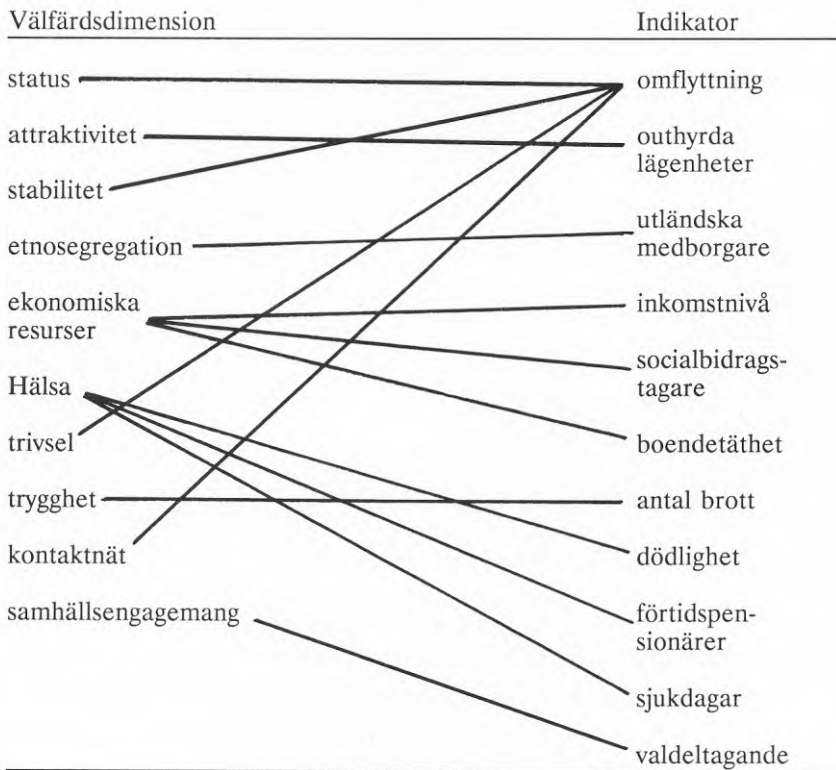 Välfärdsdimension
Indikator
status
attraktivitet
stabilitet
etnosegregation
ekonomiska
resurser
Hälsa
trivsel
trygghet
kontaktnät
samhällsengagemang
omflyttning
outhyrda
lägenheter
utländska
medborgare
inkomstnivå
socialbidrags-
tagare
boendetäthet
antal brott
dödlighet
förtidspen-
sionärer
sjukdagar
valdeltagande